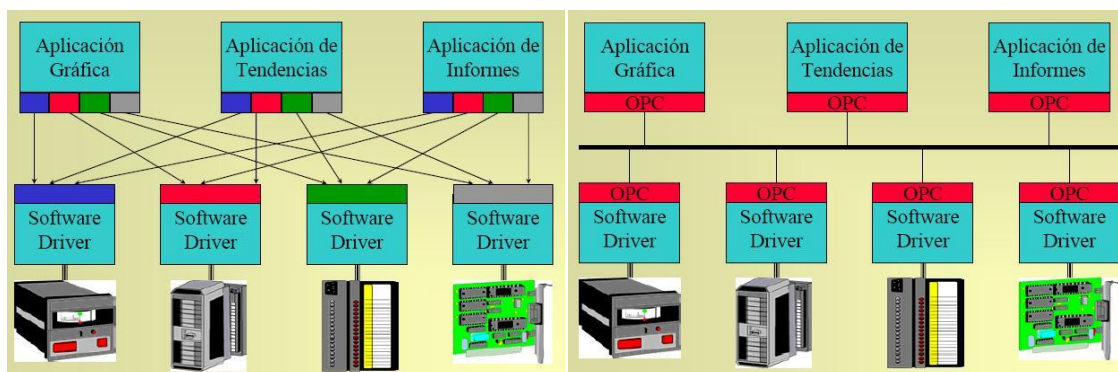 Aplicación
Gráfica
Aplicación de
Tendencias
Aplicación de
Informes
Software
Driver
Software
Driver
Software
Driver
Software
Driver
Aplicación
Gráfica
OPC
Aplicación de
Tendencias
OPC
Aplicación de
Informes
OPC
OPC
Software
Driver
OPC
Software
Driver
OPC
Software
Driver
OPC
Software
Driver